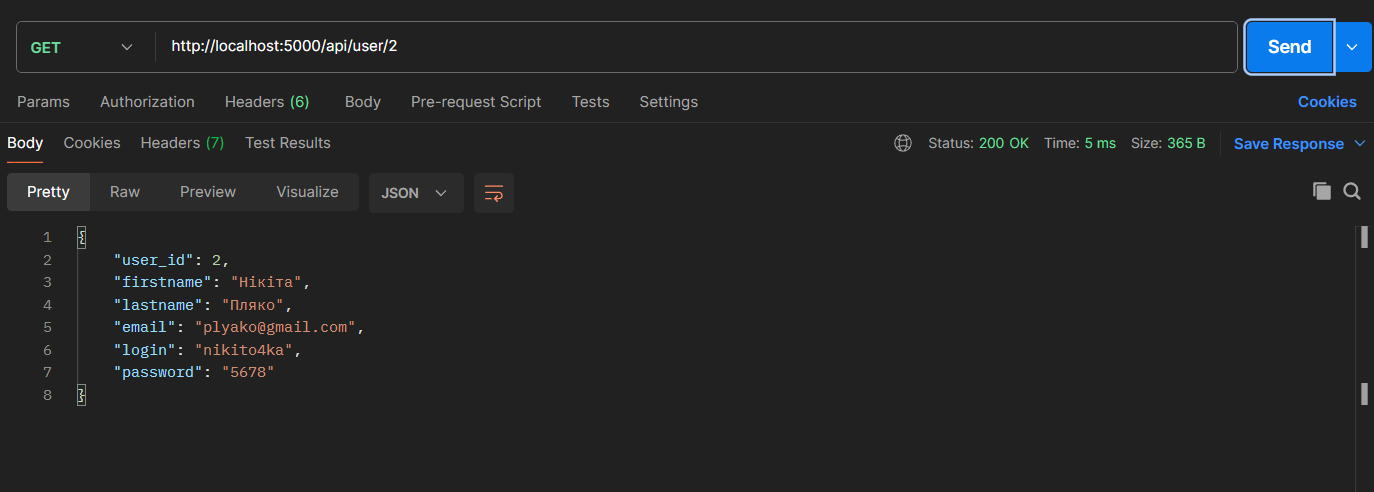 GET http://localhost:5000/api/user/2 Send
Params Authorization Headers (6) Body Pre-request Script Tests Settings Cookies
Body Cookies Headers (7) Test Results Status: 200 OK Time: 5 ms Size: 365 B Save Response
Pretty Raw Preview Visualize JSON
1 {
2 "user_id": 2,
3 "firstname": "Нікіта",
4 "lastname": "Пляко",
5 "email": "plyako@gmail.com",
6 "login": "nikito4ka",
7 "password": "5678"
8 }